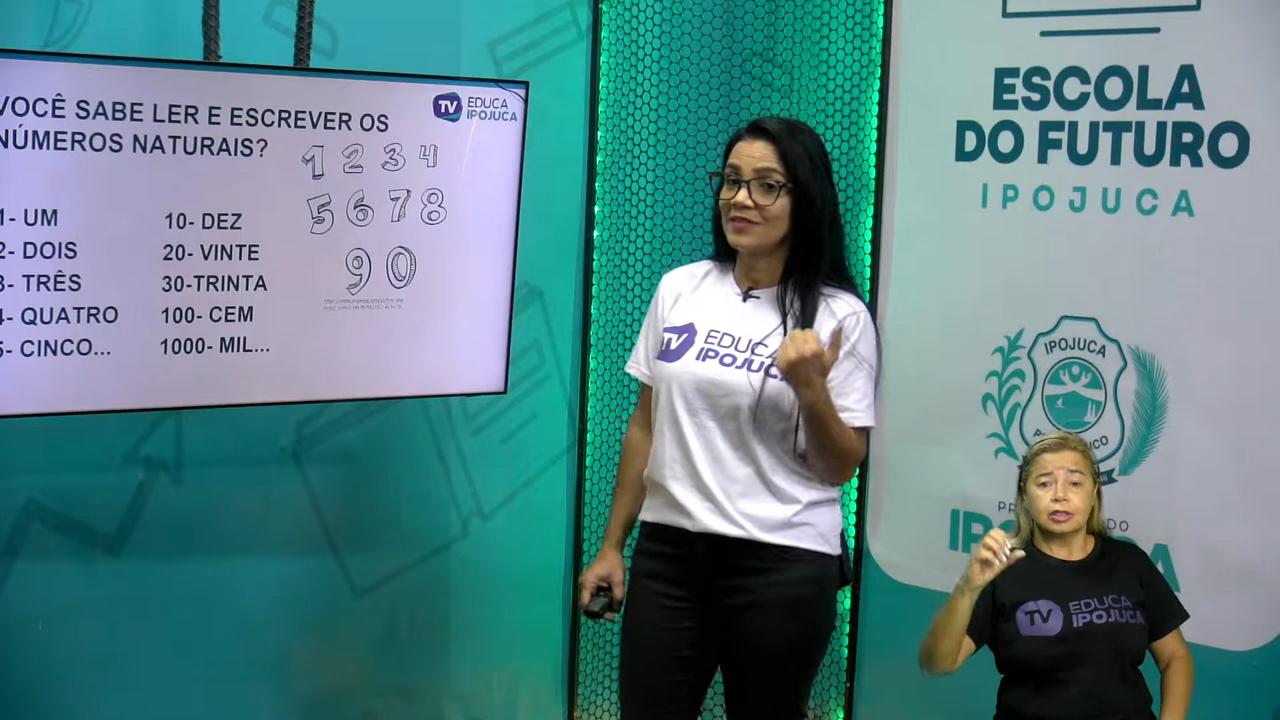 VOCÊ SABE LER E ESCREVER OS
NÚMEROS NATURAIS?
TV EDUCA
IPOJUCA
1 2 3 4
5 6 7 8
9 0
1- UM
2- DOIS
3- TRÊS
4- QUATRO
5- CINCO...
10- DEZ
20- VINTE
30-TRINTA
100- CEM
1000- MIL...
TV EDUCA
IPOJUCA
ESCOLA
DO FUTURO
IPOJUCA
IPOJUCA
TV EDUCA
IPOJUCA